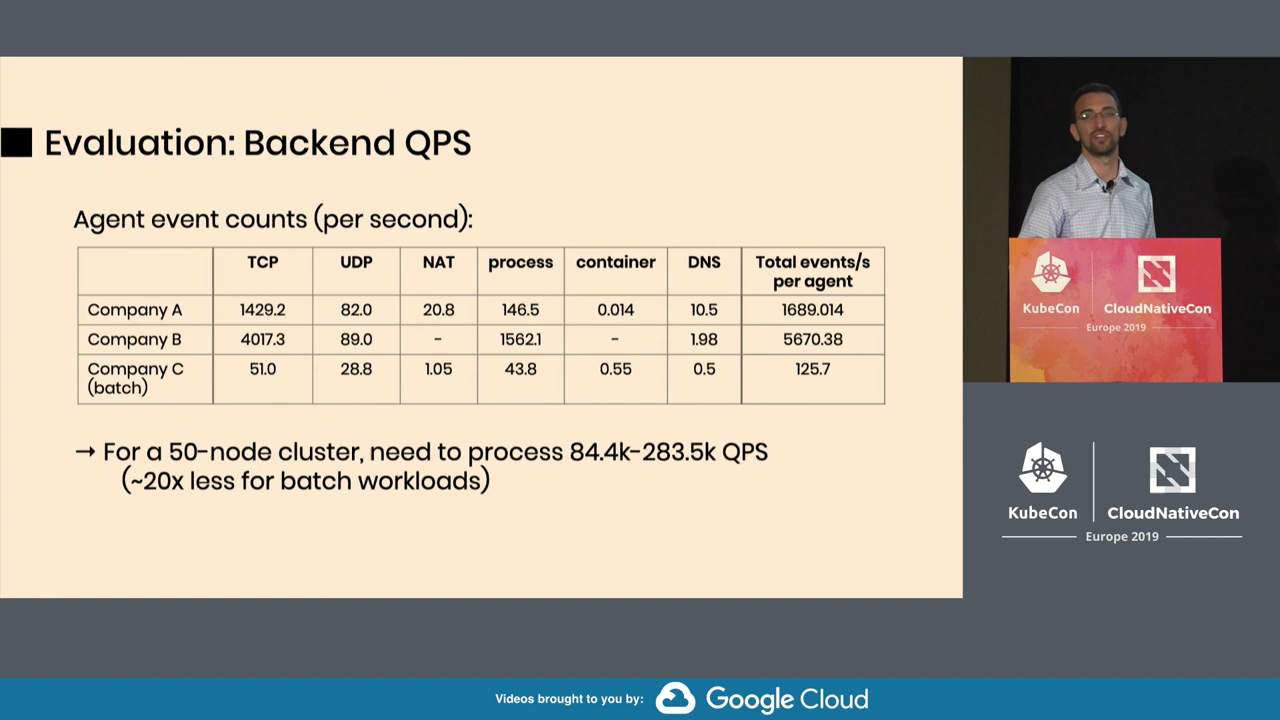 Evaluation: Backend QPS
Agent event counts (per second):
TCP UDP NAT process container DNS Total events/s per agent
Company A 1429.2 82.0 20.8 146.5 0.014 10.5 1689.014
Company B 4017.3 89.0 - 1562.1 - 1.98 5670.38
Company C (batch) 51.0 28.8 1.05 43.8 0.55 0.5 125.7
→ For a 50-node cluster, need to process 84.4k-283.5k QPS
(~20x less for batch workloads)
KubeCon CloudNativeCon
Europe 2019
KubeCon CloudNativeCon
Europe 2019
Videos brought to you by: Google Cloud